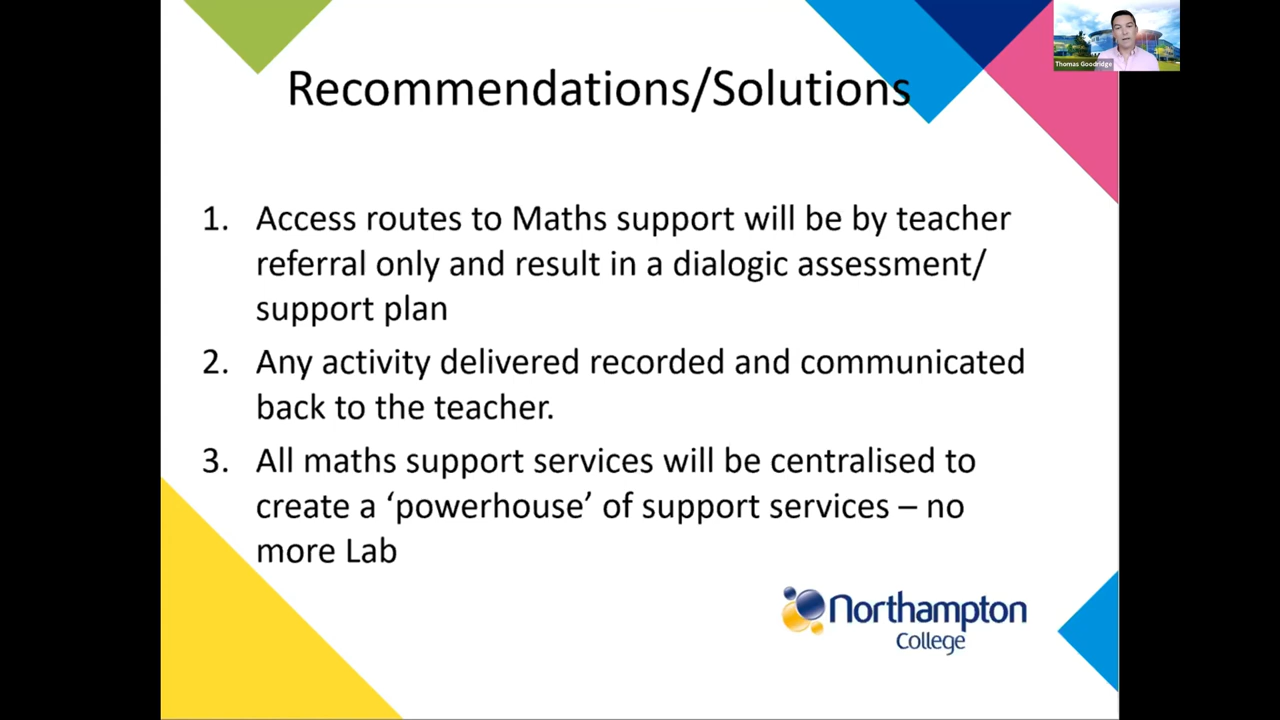 Thomas Goodridge
Recommendations/Solutions
1. Access routes to Maths support will be by teacher
referral only and result in a dialogic assessment/
support plan
2. Any activity delivered recorded and communicated
back to the teacher.
3. All maths support services will be centralised to
create a ‘powerhouse’ of support services – no
more Lab
Northampton
College